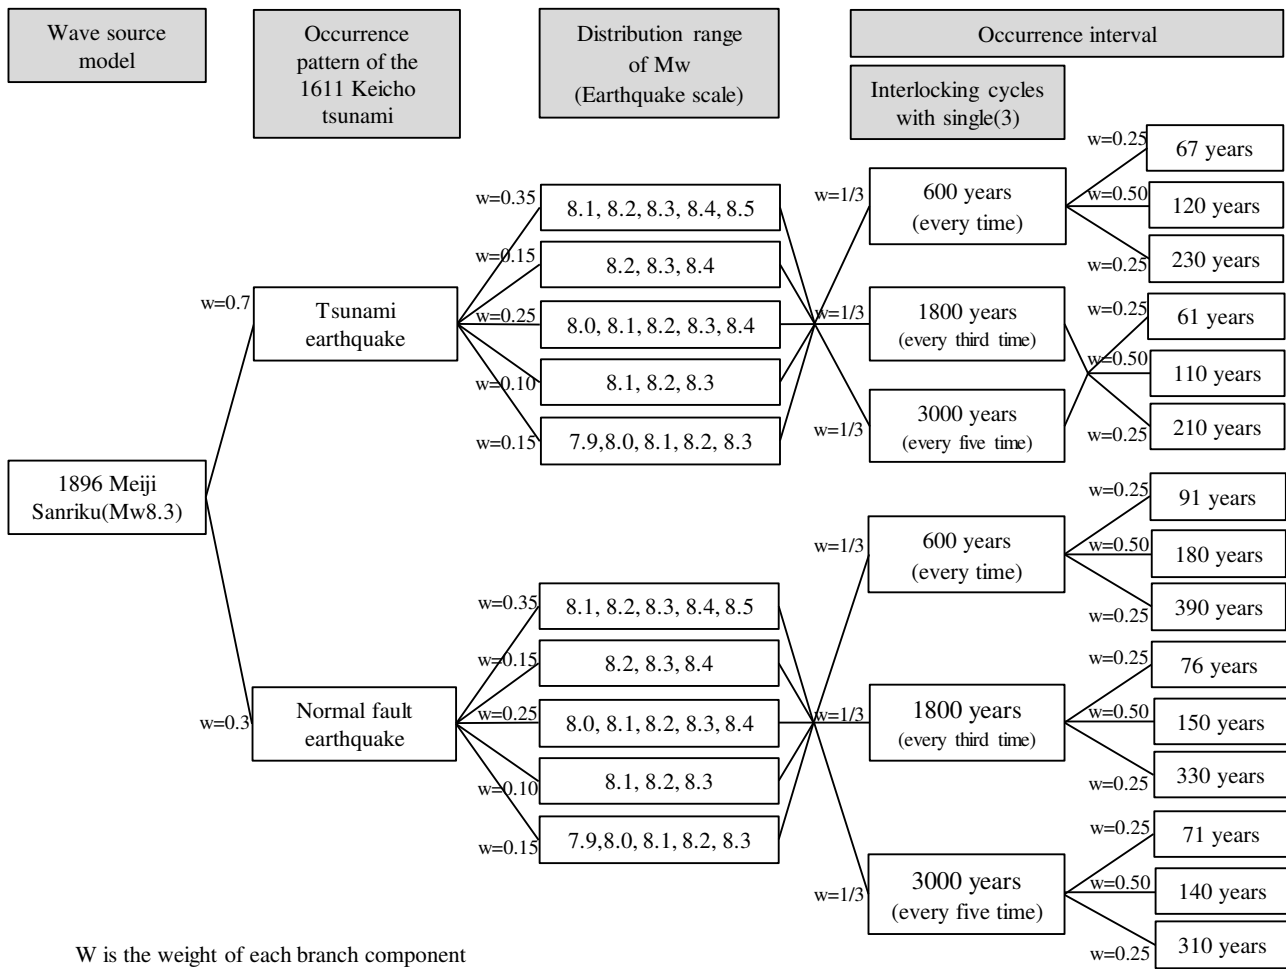 Wave source
model
Occurrence
pattern of the
1611 Keicho
tsunami
Distribution range
of Mw
(Earthquake scale)
Occurrence interval
Interlocking cycles
with single(3)
1896 Meiji
Sanriku(Mw8.3)
w=0.7
Tsunami
earthquake
w=0.35
8.1, 8.2, 8.3, 8.4, 8.5
w=0.15
8.2, 8.3, 8.4
w=0.25
8.0, 8.1, 8.2, 8.3, 8.4
w=0.10
8.1, 8.2, 8.3
w=0.15
7.9,8.0, 8.1, 8.2, 8.3
w=1/3
600 years
(every time)
w=0.25
67 years
w=0.50
120 years
w=0.25
230 years
w=1/3
1800 years
(every third time)
w=1/3
3000 years
(every five time)
w=0.25
61 years
w=0.50
110 years
w=0.25
210 years
w=0.3
Normal fault
earthquake
w=0.35
8.1, 8.2, 8.3, 8.4, 8.5
w=0.15
8.2, 8.3, 8.4
w=0.25
8.0, 8.1, 8.2, 8.3, 8.4
w=0.10
8.1, 8.2, 8.3
w=0.15
7.9,8.0, 8.1, 8.2, 8.3
w=1/3
600 years
(every time)
w=0.25
91 years
w=0.50
180 years
w=0.25
390 years
w=1/3
1800 years
(every third time)
w=0.25
76 years
w=0.50
150 years
w=0.25
330 years
w=1/3
3000 years
(every five time)
w=0.25
71 years
w=0.50
140 years
w=0.25
310 years
W is the weight of each branch component